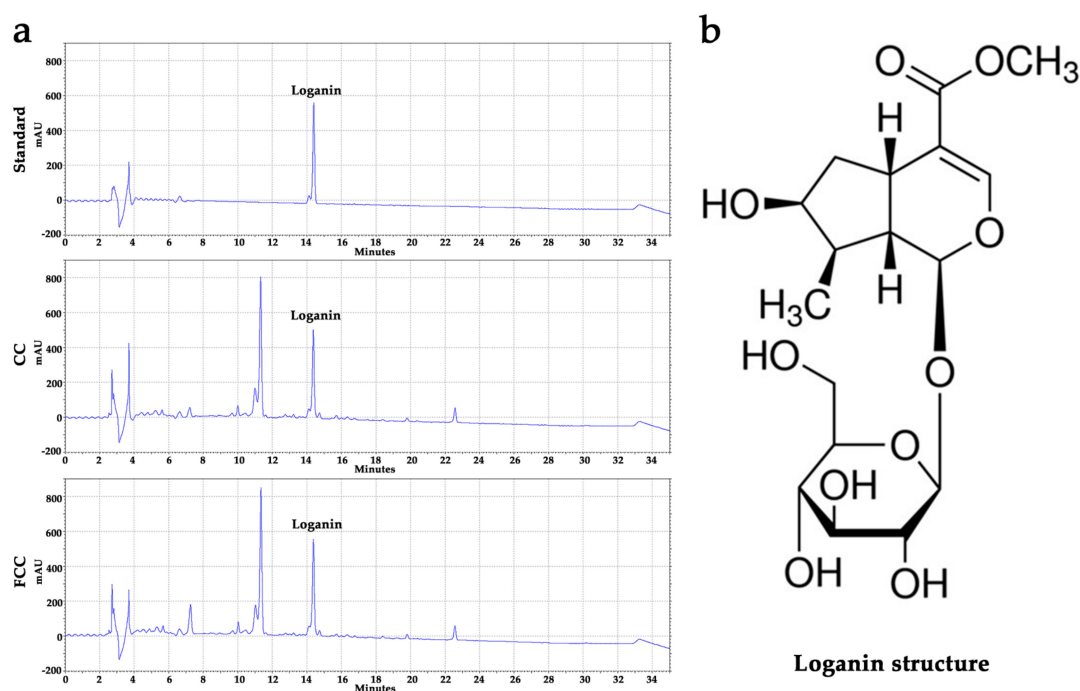 a
Standard
mAU
800
600
400
200
0
-200
Loganin
0 2 4 6 8 10 12 14 16 18 20 22 24 26 28 30 32 34
Minutes
CC
mAU
800
600
400
200
0
-200
Loganin
0 2 4 6 8 10 12 14 16 18 20 22 24 26 28 30 32 34
Minutes
FCC
mAU
800
600
400
200
0
-200
Loganin
0 2 4 6 8 10 12 14 16 18 20 22 24 26 28 30 32 34
Minutes
b
O
OCH3
H
HO
O
H
H3C
HO
O
O
OH
OH
OH
Loganin structure